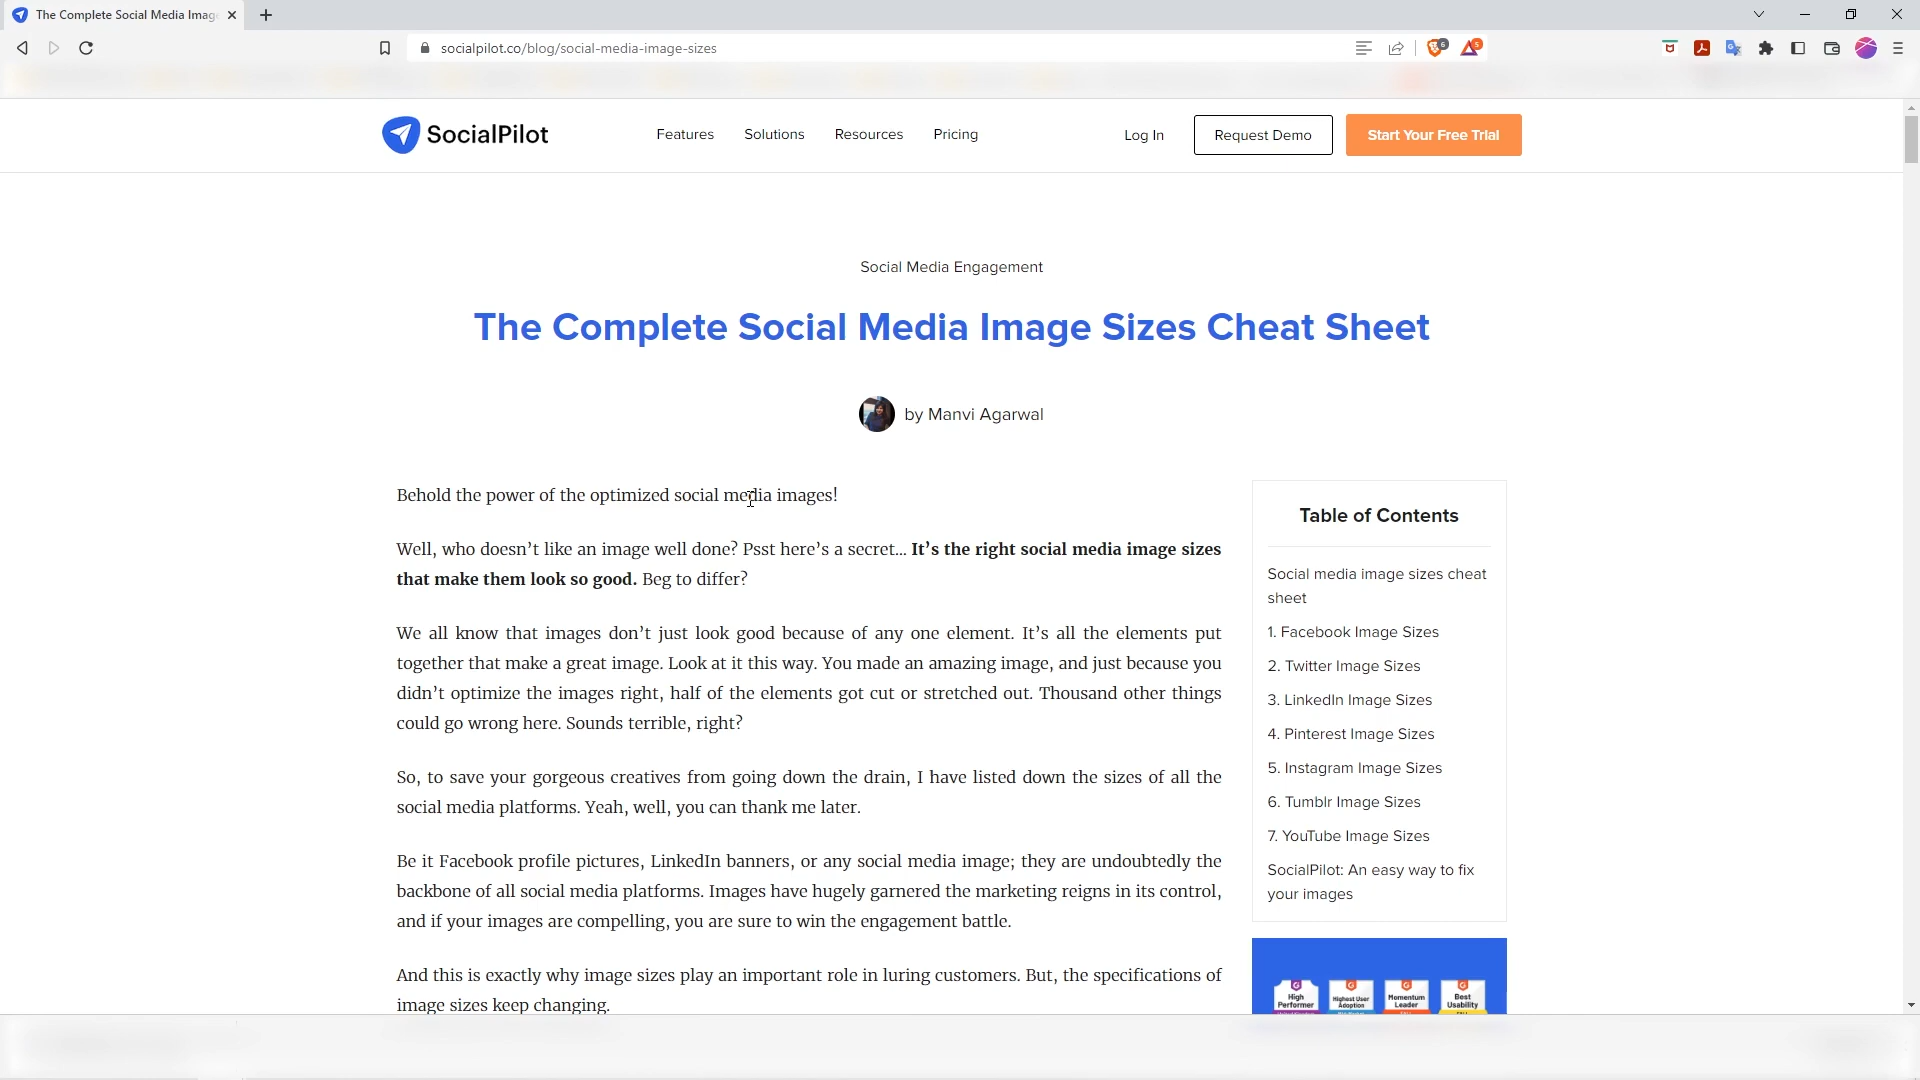 The Complete Social Media Imag
socialpilot.co/blog/social-media-image-sizes
6
5
SocialPilot
Features
Solutions
Resources
Pricing
Log In
Request Demo
Start Your Free Trial
Social Media Engagement
The Complete Social Media Image Sizes Cheat Sheet
by Manvi Agarwal
Behold the power of the optimized social media images!
Well, who doesn’t like an image well done? Psst here’s a secret… It’s the right social media image sizes
that make them look so good. Beg to differ?
We all know that images don’t just look good because of any one element. It’s all the elements put
together that make a great image. Look at it this way. You made an amazing image, and just because you
didn’t optimize the images right, half of the elements got cut or stretched out. Thousand other things
could go wrong here. Sounds terrible, right?
So, to save your gorgeous creatives from going down the drain, I have listed down the sizes of all the
social media platforms. Yeah, well, you can thank me later.
Be it Facebook profile pictures, LinkedIn banners, or any social media image; they are undoubtedly the
backbone of all social media platforms. Images have hugely garnered the marketing reigns in its control,
and if your images are compelling, you are sure to win the engagement battle.
And this is exactly why image sizes play an important role in luring customers. But, the specifications of
image sizes keep changing.
Table of Contents
Social media image sizes cheat
sheet
1. Facebook Image Sizes
2. Twitter Image Sizes
3. LinkedIn Image Sizes
4. Pinterest Image Sizes
5. Instagram Image Sizes
6. Tumblr Image Sizes
7. YouTube Image Sizes
SocialPilot: An easy way to fix
your images
High
Performer
Highest User
Adoption
Momentum
Leader
Best
Usability